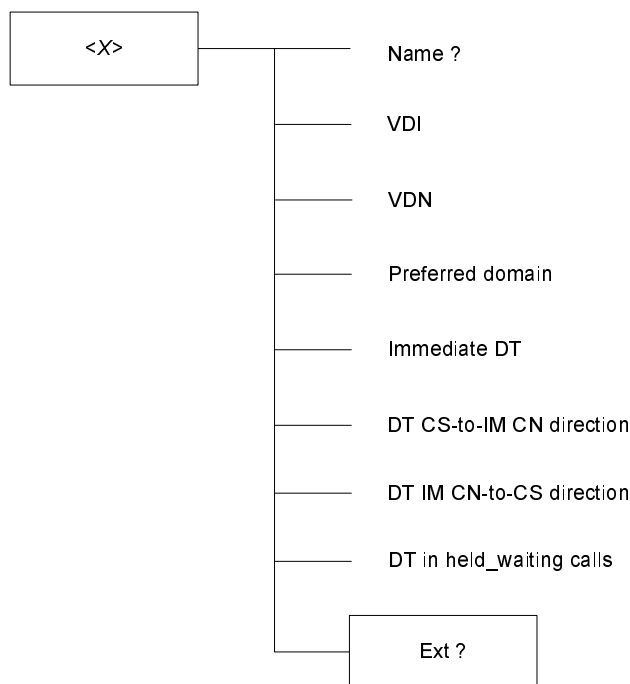 <X>
Name ?
VDI
VDN
Preferred domain
Immediate DT
DT CS-to-IM CN direction
DT IM CN-to-CS direction
DT in held_waiting calls
Ext ?